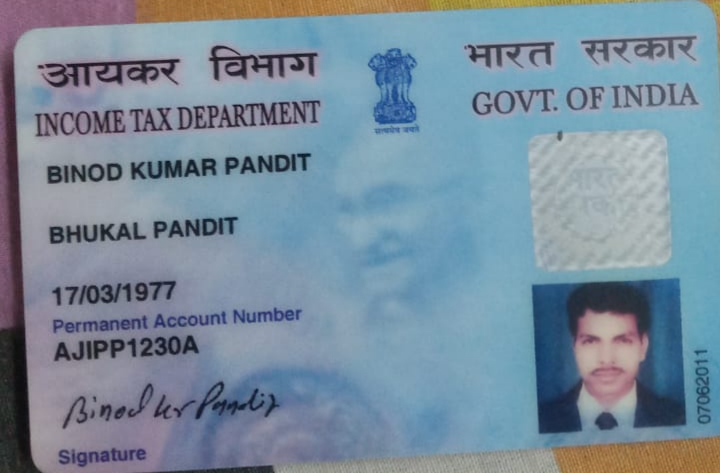 आयकर विभाग
INCOME TAX DEPARTMENT
सत्यमेव जयते
भारत सरकार
GOVT. OF INDIA
BINOD KUMAR PANDIT
BHUKAL PANDIT
17/03/1977
Permanent Account Number
AJIPP1230A
Binod kr Pandit
Signature
07062011